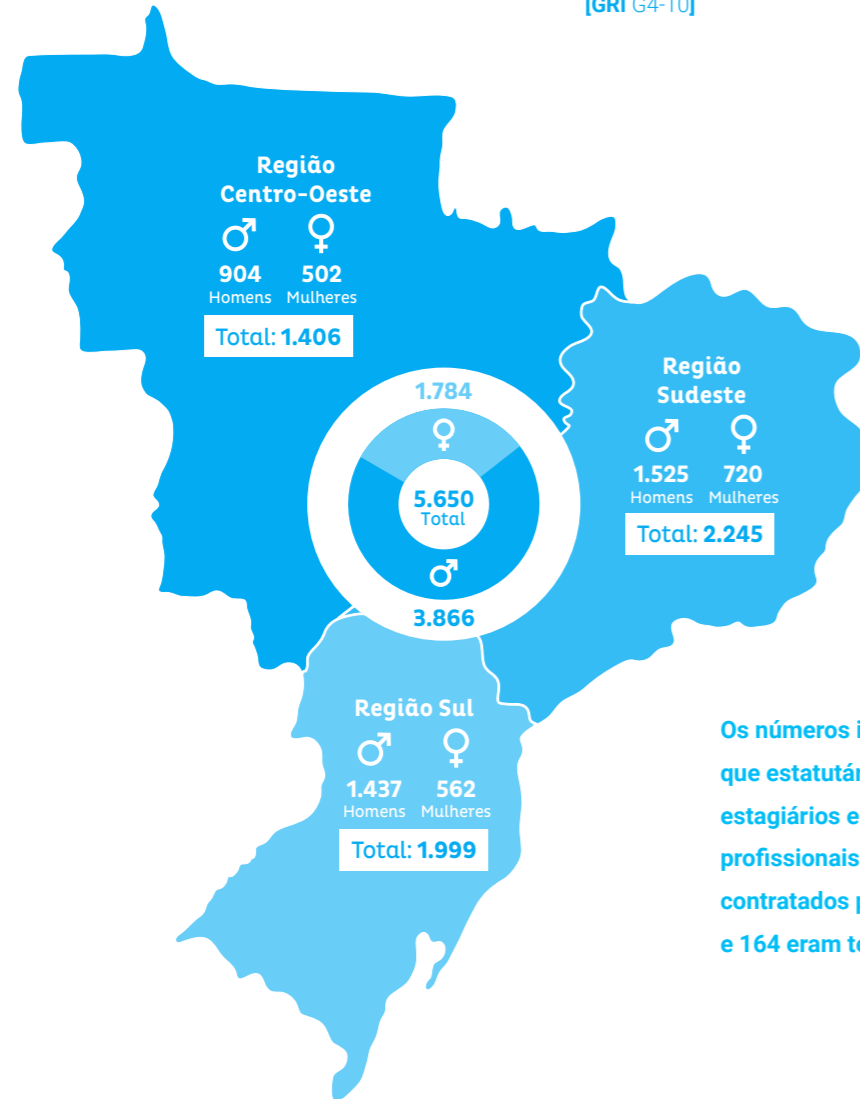 [GRI G4-10]
Região
Centro-Oeste
904 502
Homens Mulheres
Total: 1.406
Região
Sudeste
1.525 720
Homens Mulheres
Total: 2.245
1.784
5.650
Total
3.866
Região Sul
1.437 562
Homens Mulheres
Total: 1.999
Os números
que
estagiários e
profissionais
contratados
e 164 eram